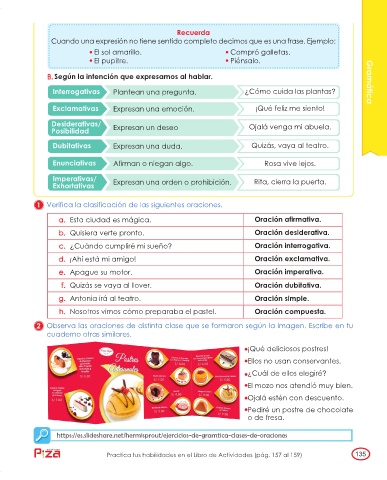 Recuerda
Cuando una expresión no tiene sentido completo decimos que es una frase. Ejemplo:
• El sol amarillo. • Compró galletas.
• El pupitre. • Piénsalo.
Gramática
B. Según la intención que expresamos al hablar.
Interrogativas Plantean una pregunta. ¿Cómo cuida las plantas?
Exclamativas Expresan una emoción. ¡Qué feliz me siento!
Desiderativas/
Posibilidad Expresan un deseo Ojalá venga mi abuela.
Dubitativas Expresan una duda. Quizás, vaya al teatro.
Enunciativas Afirman o niegan algo. Rosa vive lejos.
Imperativas/
Exhortativas Expresan una orden o prohibición. Rita, cierra la puerta.
1 Verifica la clasificación de las siguientes oraciones.
a. Esta ciudad es mágica. Oración afirmativa.
b. Quisiera verte pronto. Oración desiderativa.
c. ¿Cuándo cumpliré mi sueño? Oración interrogativa.
d. ¡Ahí está mi amigo! Oración exclamativa.
e. Apague su motor. Oración imperativa.
f. Quizás se vaya al llover. Oración dubitativa.
g. Antonia irá al teatro. Oración simple.
h. Nosotros vimos cómo preparaba el pastel. Oración compuesta.
2 Observa las oraciones de distinta clase que se formaron según la imagen. Escribe en tu
cuaderno otras similares.
Postres
•¡Qué deliciosos postres!
•Ellos no usan conservantes.
•¿Cuál de ellos elegiré?
•El mozo nos atendió muy bien.
•Ojalá estén con descuento.
•Pediré un postre de chocolate
o de fresa.
https://es.slideshare.net/hermisprout/ejercicios-de-gramtica-clases-de-oraciones
Practica tus habilidades en el Libro de Actividades (pág. 157 al 159)
135